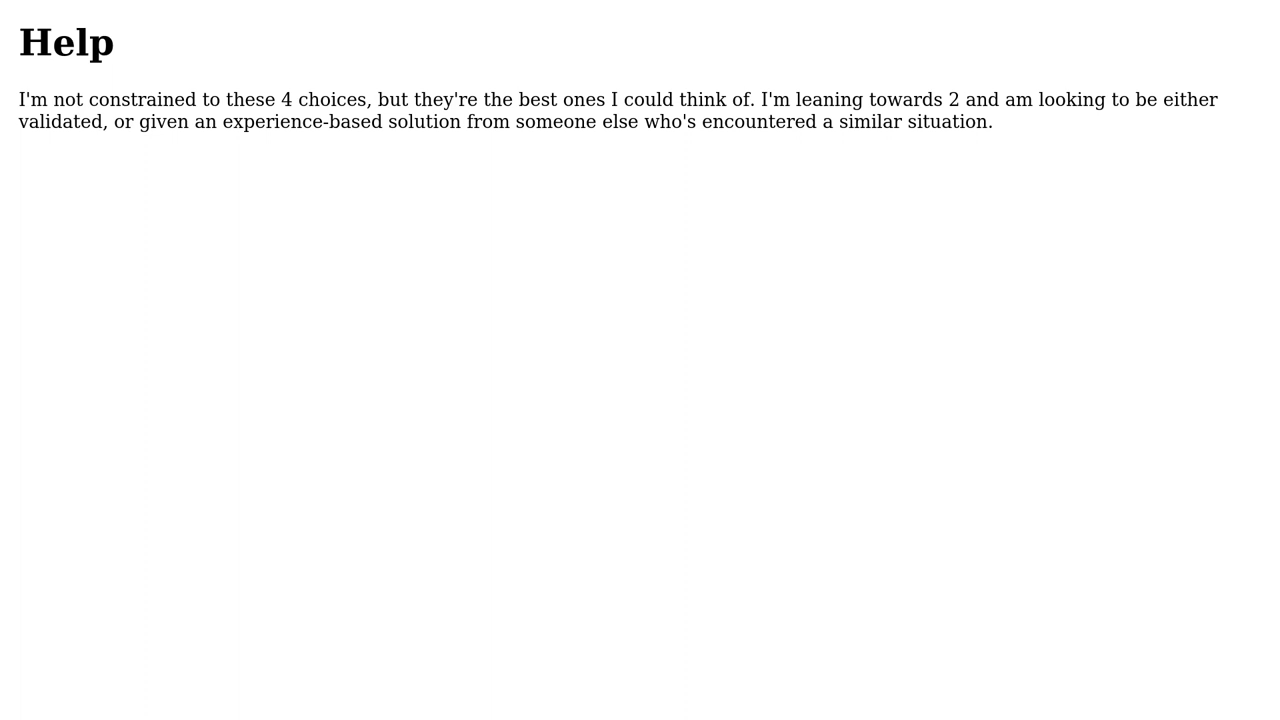 Help
I'm not constrained to these 4 choices, but they're the best ones I could think of. I'm leaning towards 2 and am looking to be either
validated, or given an experience-based solution from someone else who's encountered a similar situation.